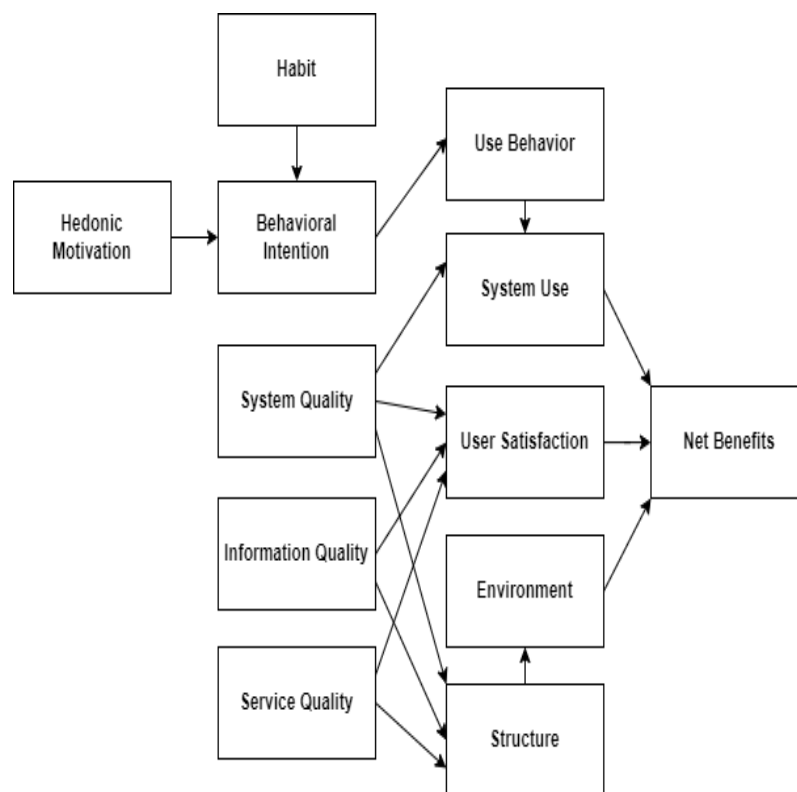 Habit
Use Behavior
Hedonic
Motivation
Behavioral
Intention
System Use
System Quality
User Satisfaction
Net Benefits
Information Quality
Environment
Service Quality
Structure